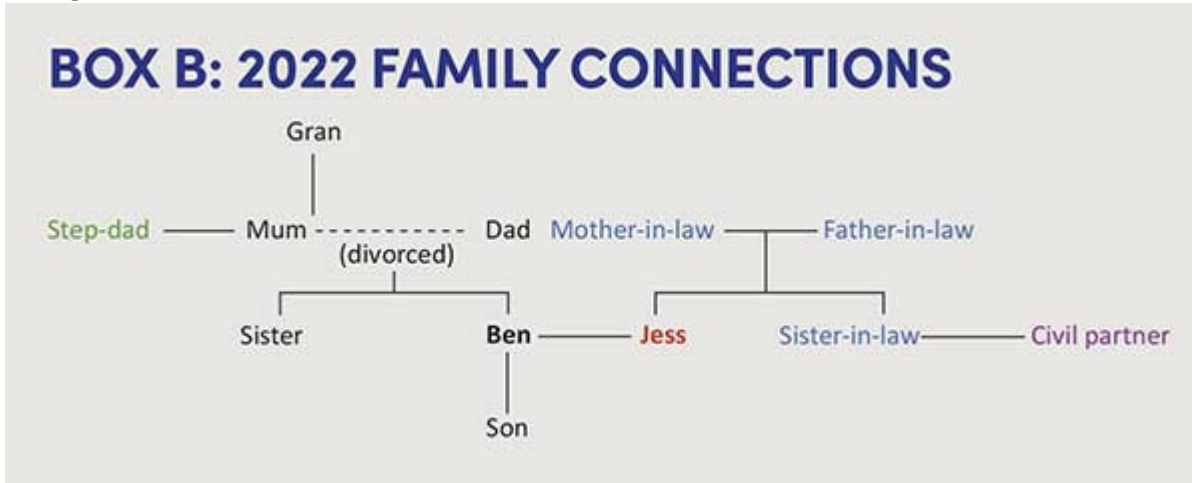 BOX B: 2022 FAMILY CONNECTIONS
Gran
Step-dad Mum Dad Mother-in-law Father-in-law
(divorced)
Sister Ben Jess Sister-in-law Civil partner
Son